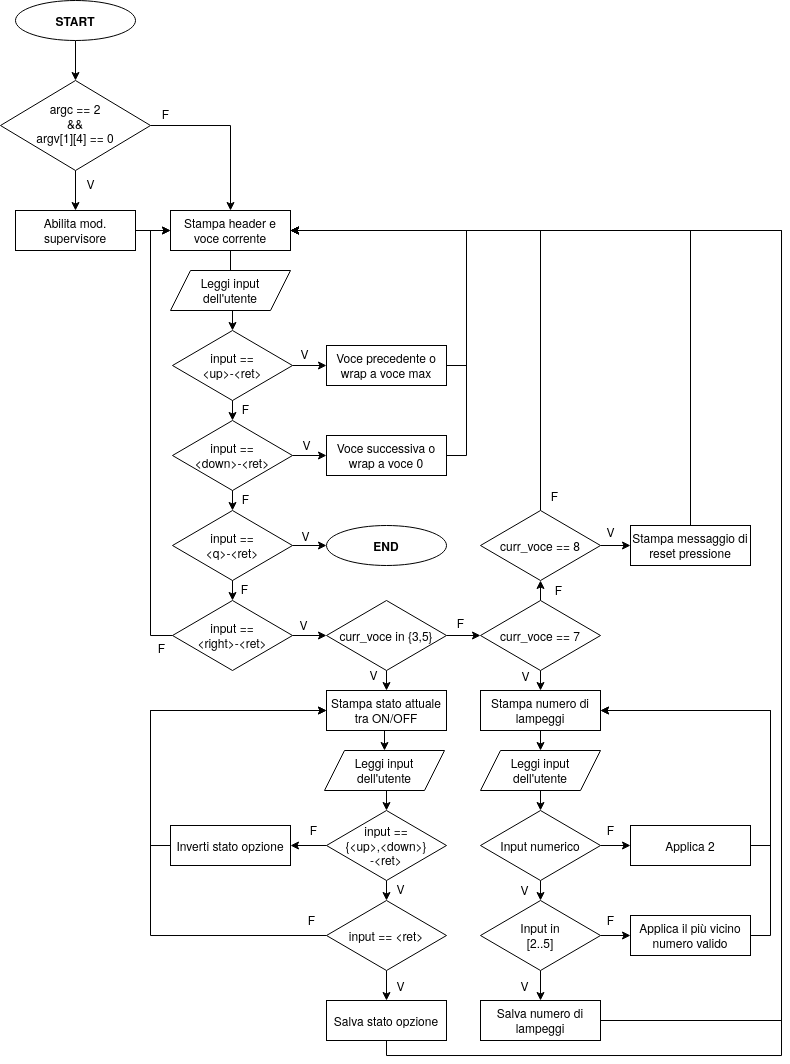 START
argc == 2
&&
argv[1][4] == 0
F
V
Abilita mod.
supervisore
Stampa header e
voce corrente
Leggi input
dell'utente
input ==
<up>-<ret>
V
Voce precedente o
wrap a voce max
F
input ==
<down>-<ret>
V
Voce successiva o
wrap a voce 0
F
input ==
<q>-<ret>
V
END
F
input ==
<right>-<ret>
F
V
curr_voce in {3,5}
F
curr_voce == 7
F
curr_voce == 8
F
V
Stampa messaggio di
reset pressione
V
Stampa stato attuale
tra ON/OFF
Leggi input
dell'utente
input ==
{<up>,<down>}
-<ret>
F
Inverti stato opzione
V
input == <ret>
F
V
Salva stato opzione
V
Stampa numero di
lampeggi
Leggi input
dell'utente
Input numerico
F
Applica 2
V
Input in
[2..5]
F
Applica il più vicino
numero valido
V
Salva numero di
lampeggi